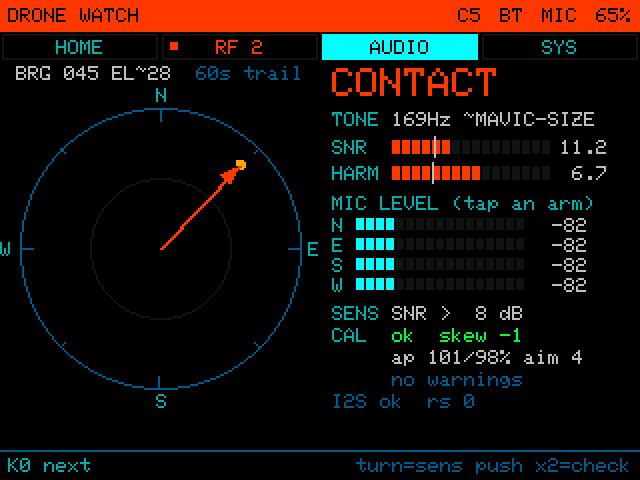 DRONE WATCH C5 BT MIC 65%
HOME RF 2 AUDIO SYS
BRG 045 EL~28 60s trail
CONTACT
N
TONE 169Hz ~MAVIC-SIZE
SNR 11.2
HARM 6.7
MIC LEVEL (tap an arm)
N -82
E -82
S -82
W -82
W
E
SENS SNR > 8 dB
CAL ok skew -1
ap 101/98% aim 4
no warnings
S
I2S ok rs 0
K0 next turn=sens push x2=check